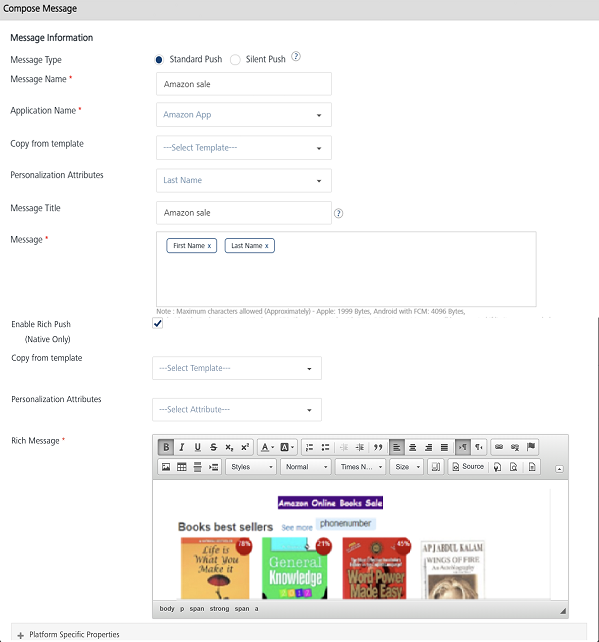 Compose Message
Message Information
Message Type
Standard Push
Silent Push
?
Message Name *
Amazon sale
Application Name *
Amazon App
Copy from template
---Select Template---
Personalization Attributes
Last Name
Message Title
Amazon sale
?
Message *
First Name x
Last Name x
Note : Maximum characters allowed (Approximately) - Apple: 1999 Bytes, Android with FCM: 4096 Bytes,
Enable Rich Push
(Native Only)
Copy from template
---Select Template---
Personalization Attributes
---Select Attribute---
Rich Message *
B I U S x₂ x² A A
Styles
Normal
Times N...
Size
Source
Amazon Online Books Sale
Books best sellers See more phonenumber
78%
Life is
What You
Make it
21%
General
Knowledge
2017
45%
Word Power
Made Easy
APJ ABDUL KALAM
WINGS OF FIRE
An Autobiography
body p span strong span a
+ Platform Specific Properties